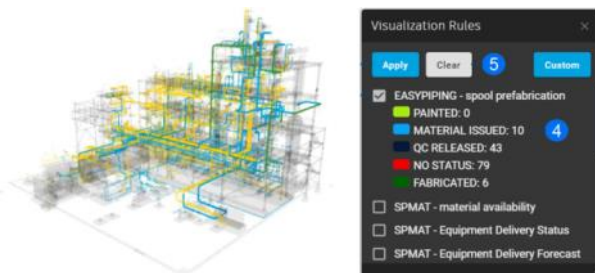 Visualization Rules ×
Apply Clear 5 Custom
EASYPIPING - spool prefabrication
PAINTED: 0
MATERIAL ISSUED: 10 4
QC RELEASED: 43
NO STATUS: 79
FABRICATED: 6
SPMAT - material availability
SPMAT - Equipment Delivery Status
SPMAT - Equipment Delivery Forecast